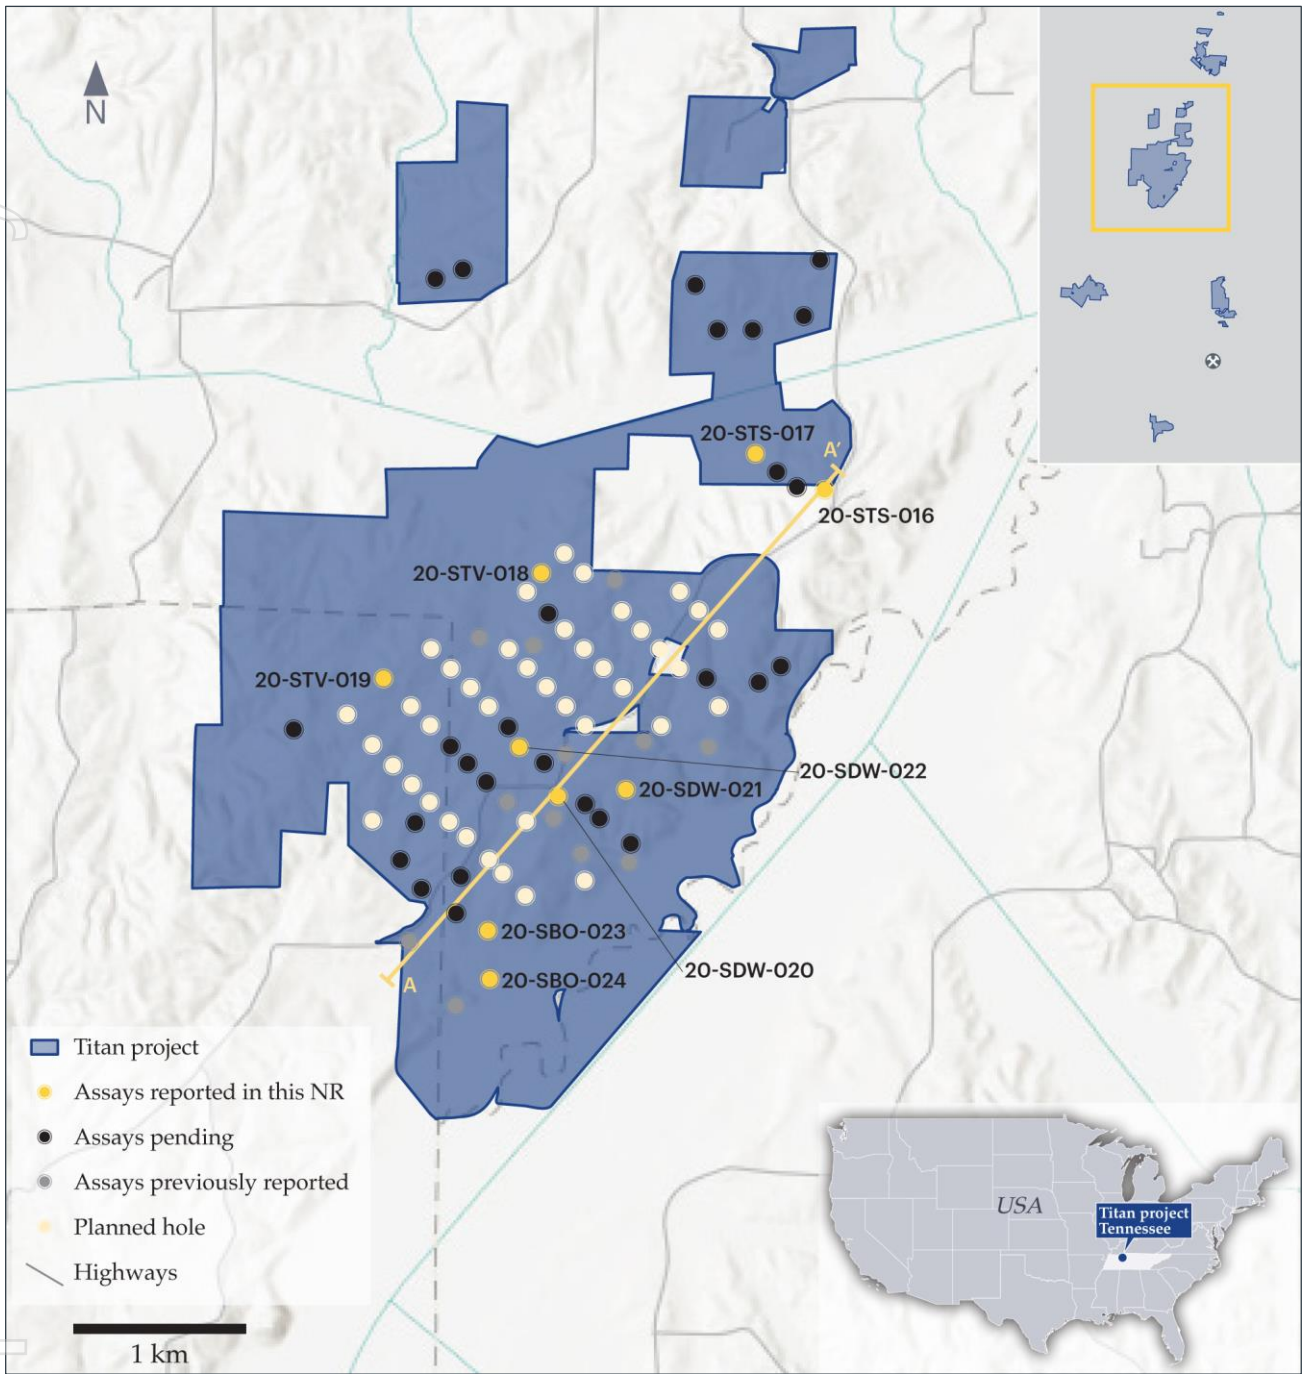 N
20-STS-017
A'
20-STS-016
20-STV-018
20-STV-019
20-SDW-022
20-SDW-021
20-SBO-023
20-SDW-020
20-SBO-024
A
Titan project
Assays reported in this NR
Assays pending
Assays previously reported
Planned hole
Highways
1 km
USA
Titan project
Tennessee